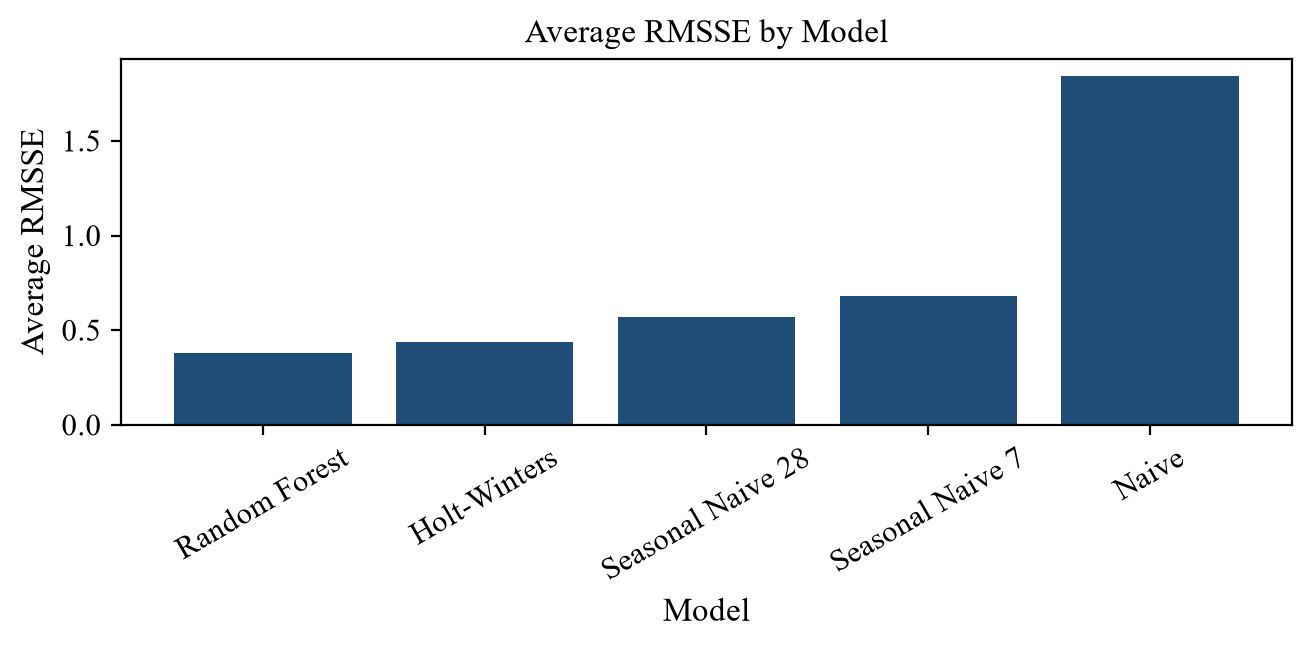 Average RMSSE by Model
Average RMSSE
1.5
1.0
0.5
0.0
Random Forest
Holt-Winters
Seasonal Naive 28
Seasonal Naive 7
Naive
Model